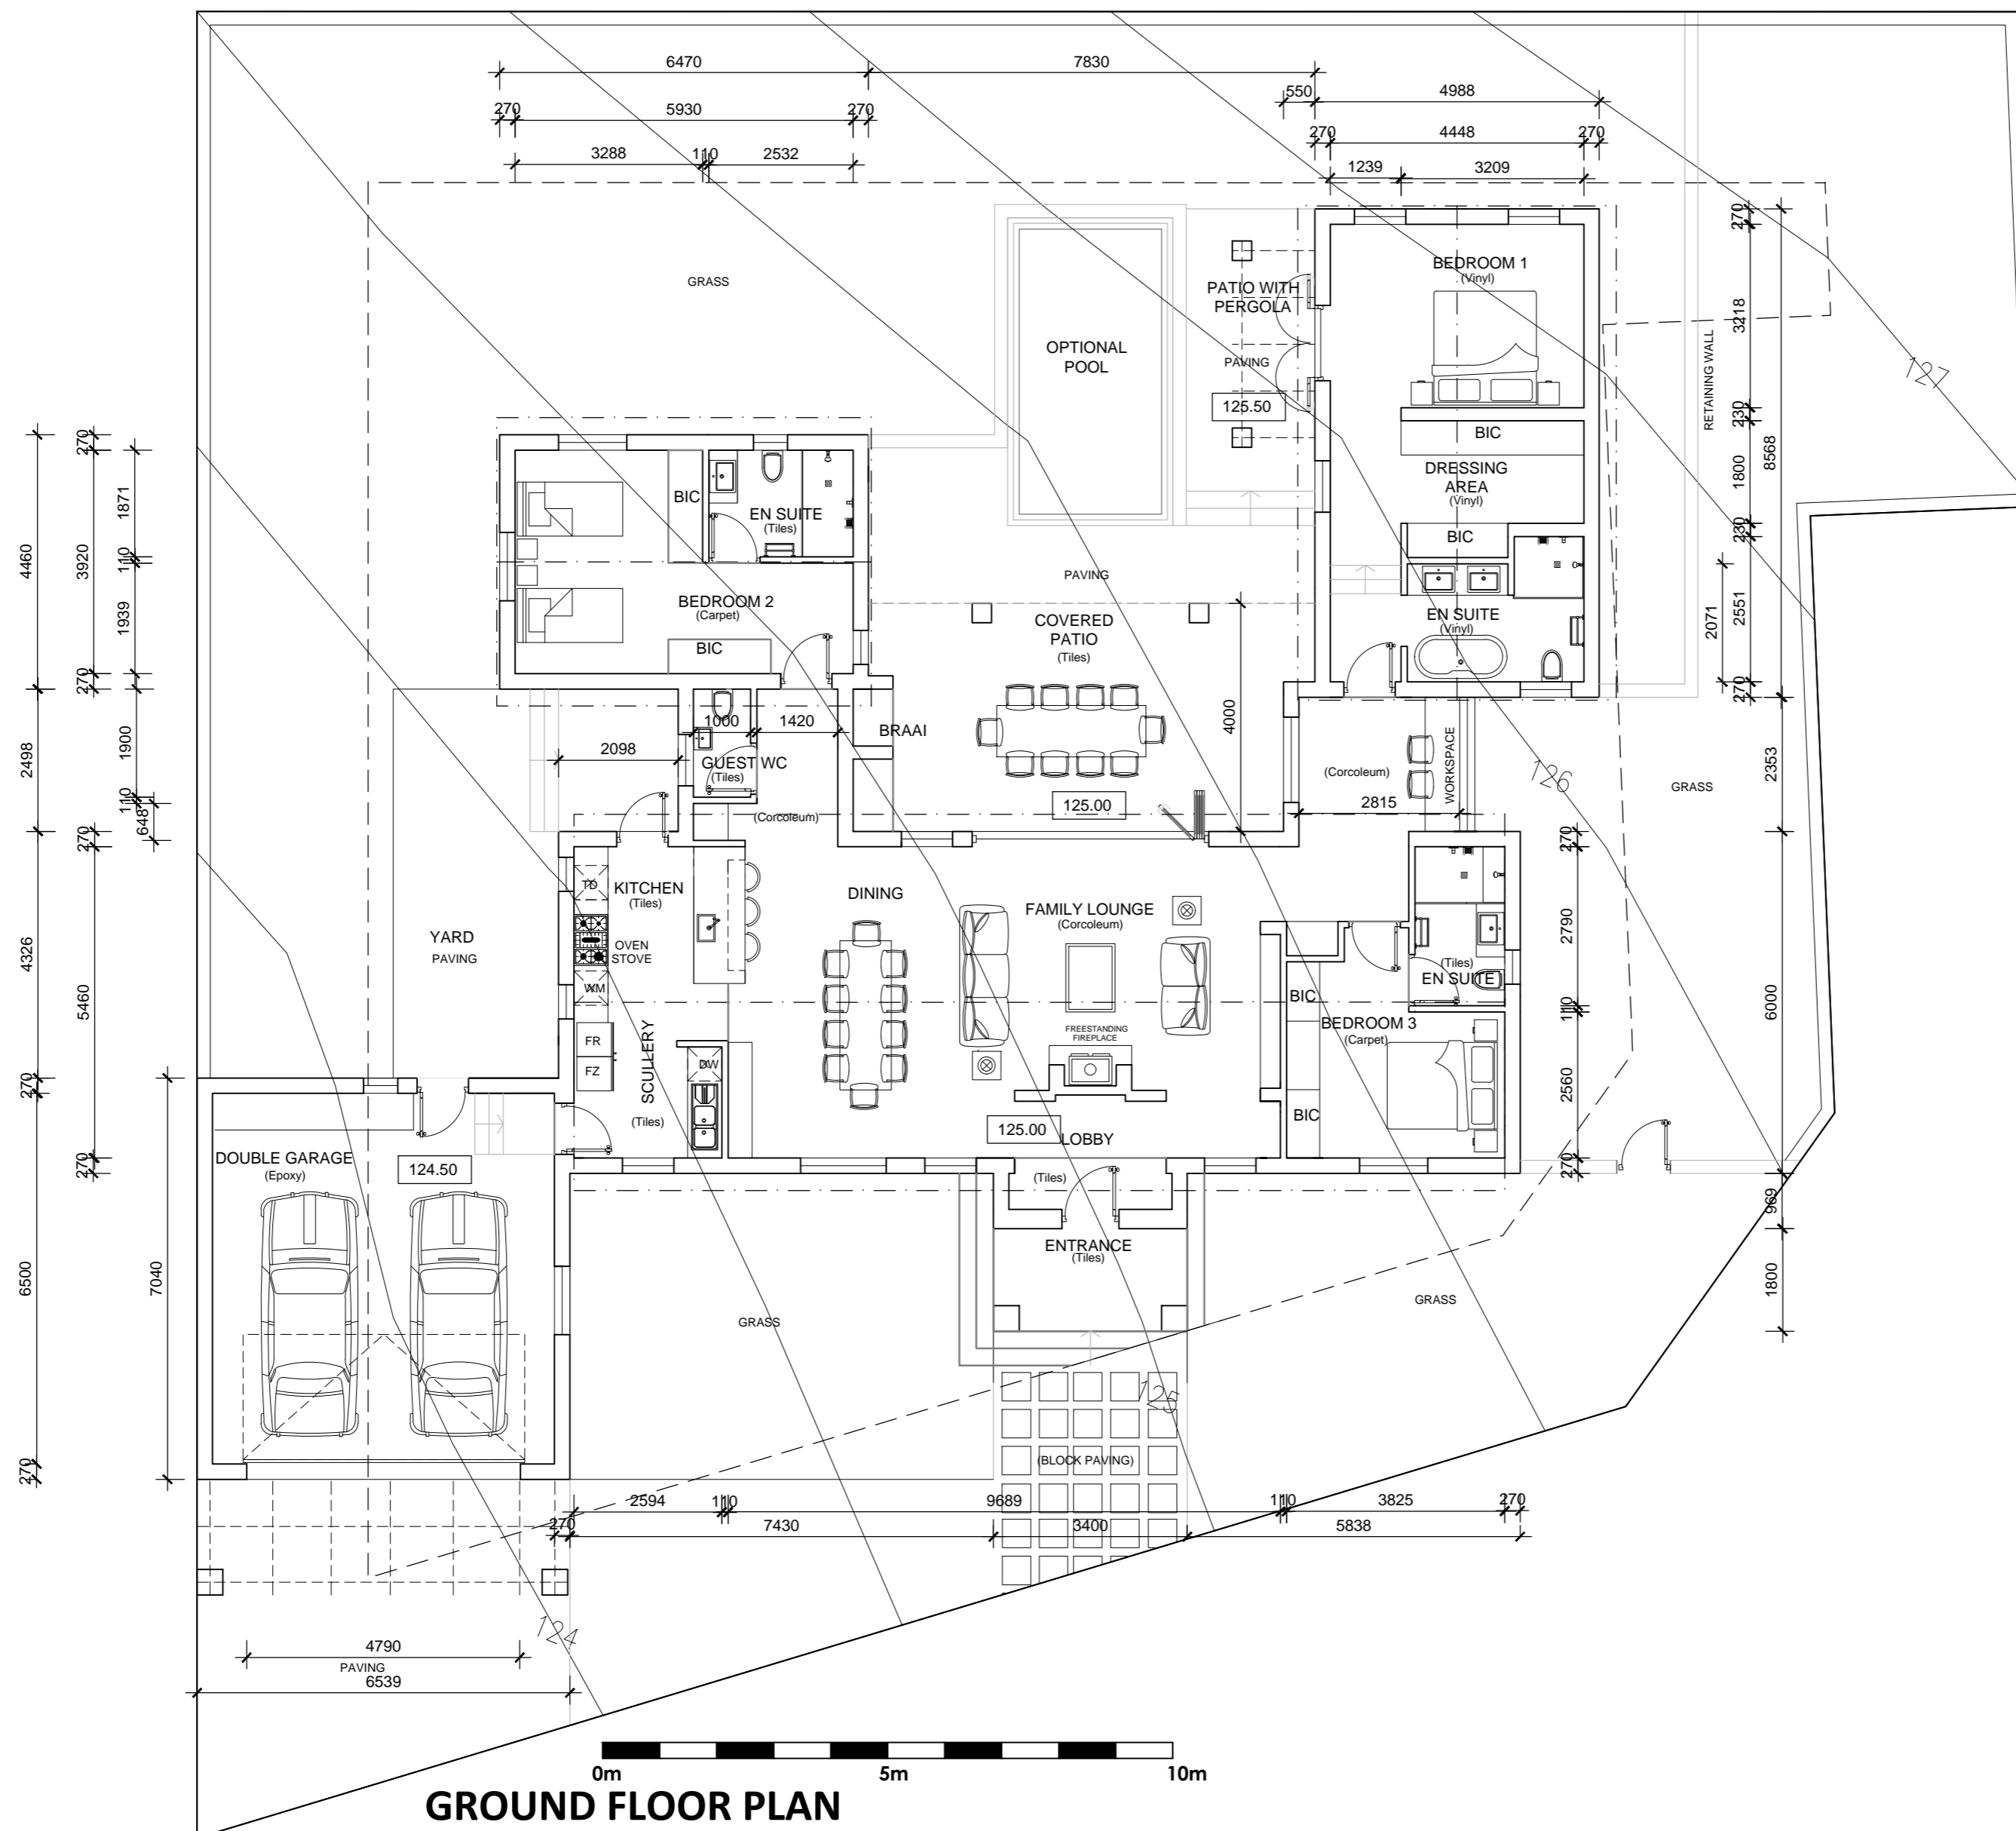 6470
7830
550
4988
270
5930
270
270
4448
270
3288
110
2532
1239
3209
GRASS
OPTIONAL
POOL
PATIO WITH
PERGOLA
PAVING
125.50
BEDROOM 1
(Vinyl)
BIC
DRESSING
AREA
(Vinyl)
BIC
EN SUITE
(Vinyl)
RETAINING WALL
127
270
3218
230
1800
230
2551
2071
270
8568
2353
4460
2498
4326
270
6500
270
270
3920
270
270
5460
270
1871
110
1939
1900
110
648
7040
BIC
EN SUITE
(Tiles)
BEDROOM 2
(Carpet)
BIC
PAVING
COVERED
PATIO
(Tiles)
4000
BRAAI
125.00
1000
1420
2098
GUEST WC
(Tiles)
(Corcoleum)
(Corcoleum)
WORKSPACE
2815
126
GRASS
YARD
PAVING
TD
KITCHEN
(Tiles)
OVEN
STOVE
WM
FR
FZ
SCULLERY
DW
(Tiles)
DINING
FAMILY LOUNGE
(Corcoleum)
FREESTANDING
FIREPLACE
125.00
LOBBY
(Tiles)
ENTRANCE
(Tiles)
BIC
BEDROOM 3
(Carpet)
BIC
(Tiles)
EN SUITE
270
2790
110
2560
270
6000
969
1800
DOUBLE GARAGE
(Epoxy)
124.50
GRASS
GRASS
125
(BLOCK PAVING)
2594
110
9689
110
3825
270
270
7430
3400
5838
124
4790
PAVING
6539
0m
5m
10m
GROUND FLOOR PLAN